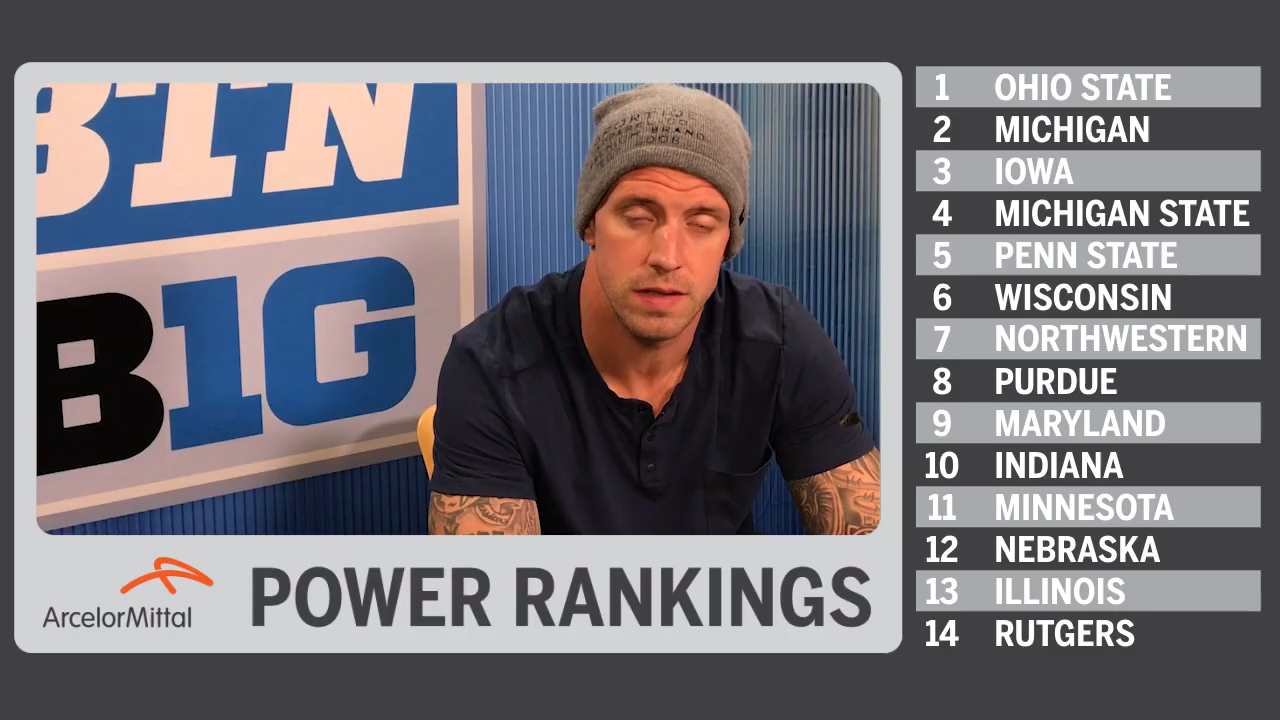 BTN
B1G
ArcelorMittal
POWER RANKINGS
1 OHIO STATE
2 MICHIGAN
3 IOWA
4 MICHIGAN STATE
5 PENN STATE
6 WISCONSIN
7 NORTHWESTERN
8 PURDUE
9 MARYLAND
10 INDIANA
11 MINNESOTA
12 NEBRASKA
13 ILLINOIS
14 RUTGERS